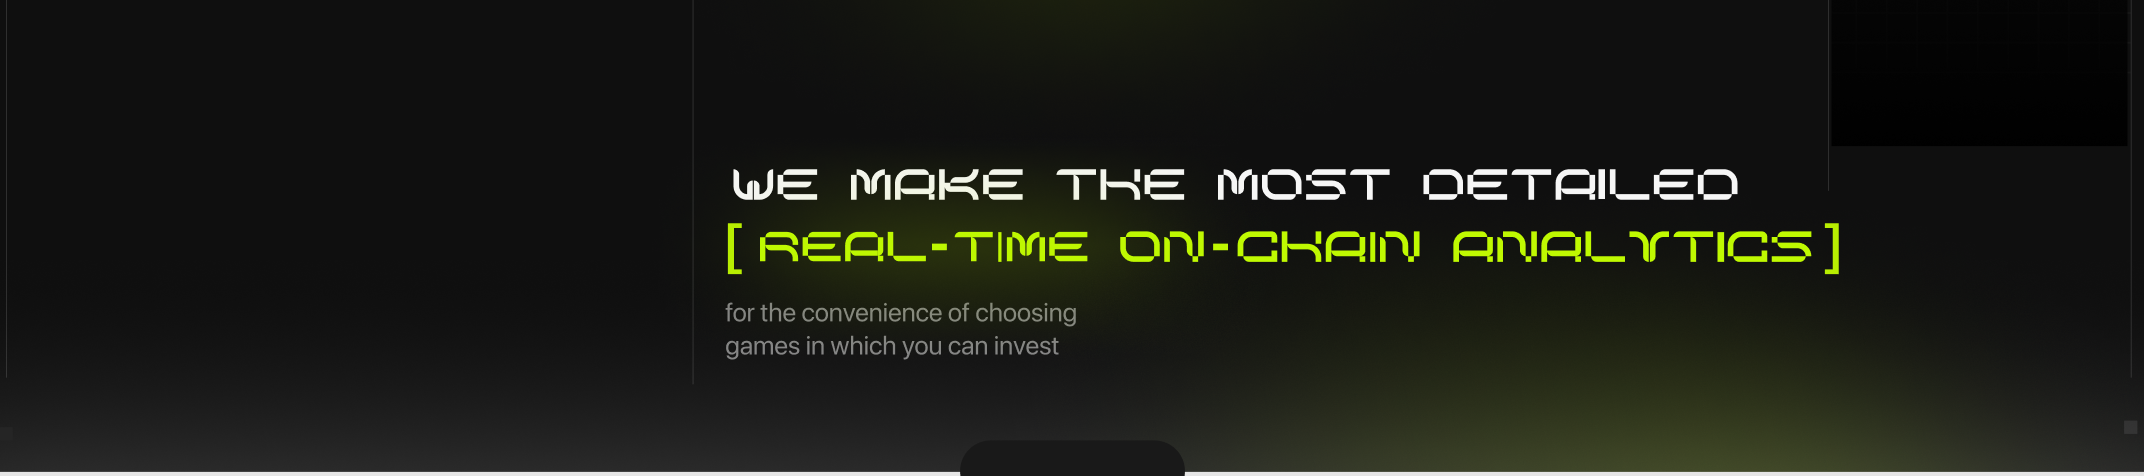 WE MAKE THE MOST DETAILED
[ REAL-TIME ON-CHAIN ANALYTICS ]
for the convenience of choosing
games in which you can invest